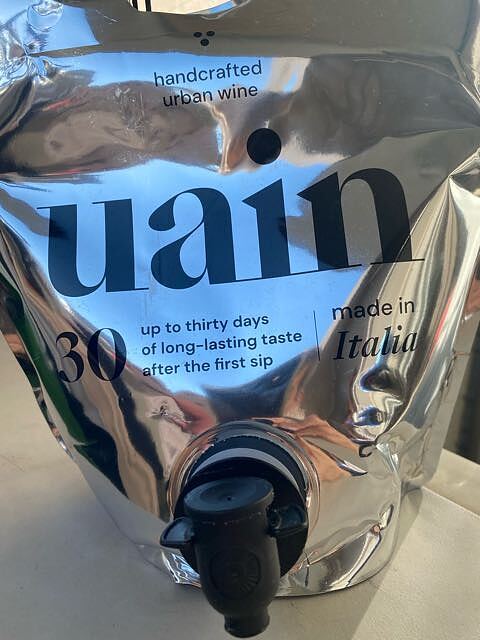 handcrafted
urban wine
uain
30
up to thirty days
of long-lasting taste
after the first sip
made in
Italia